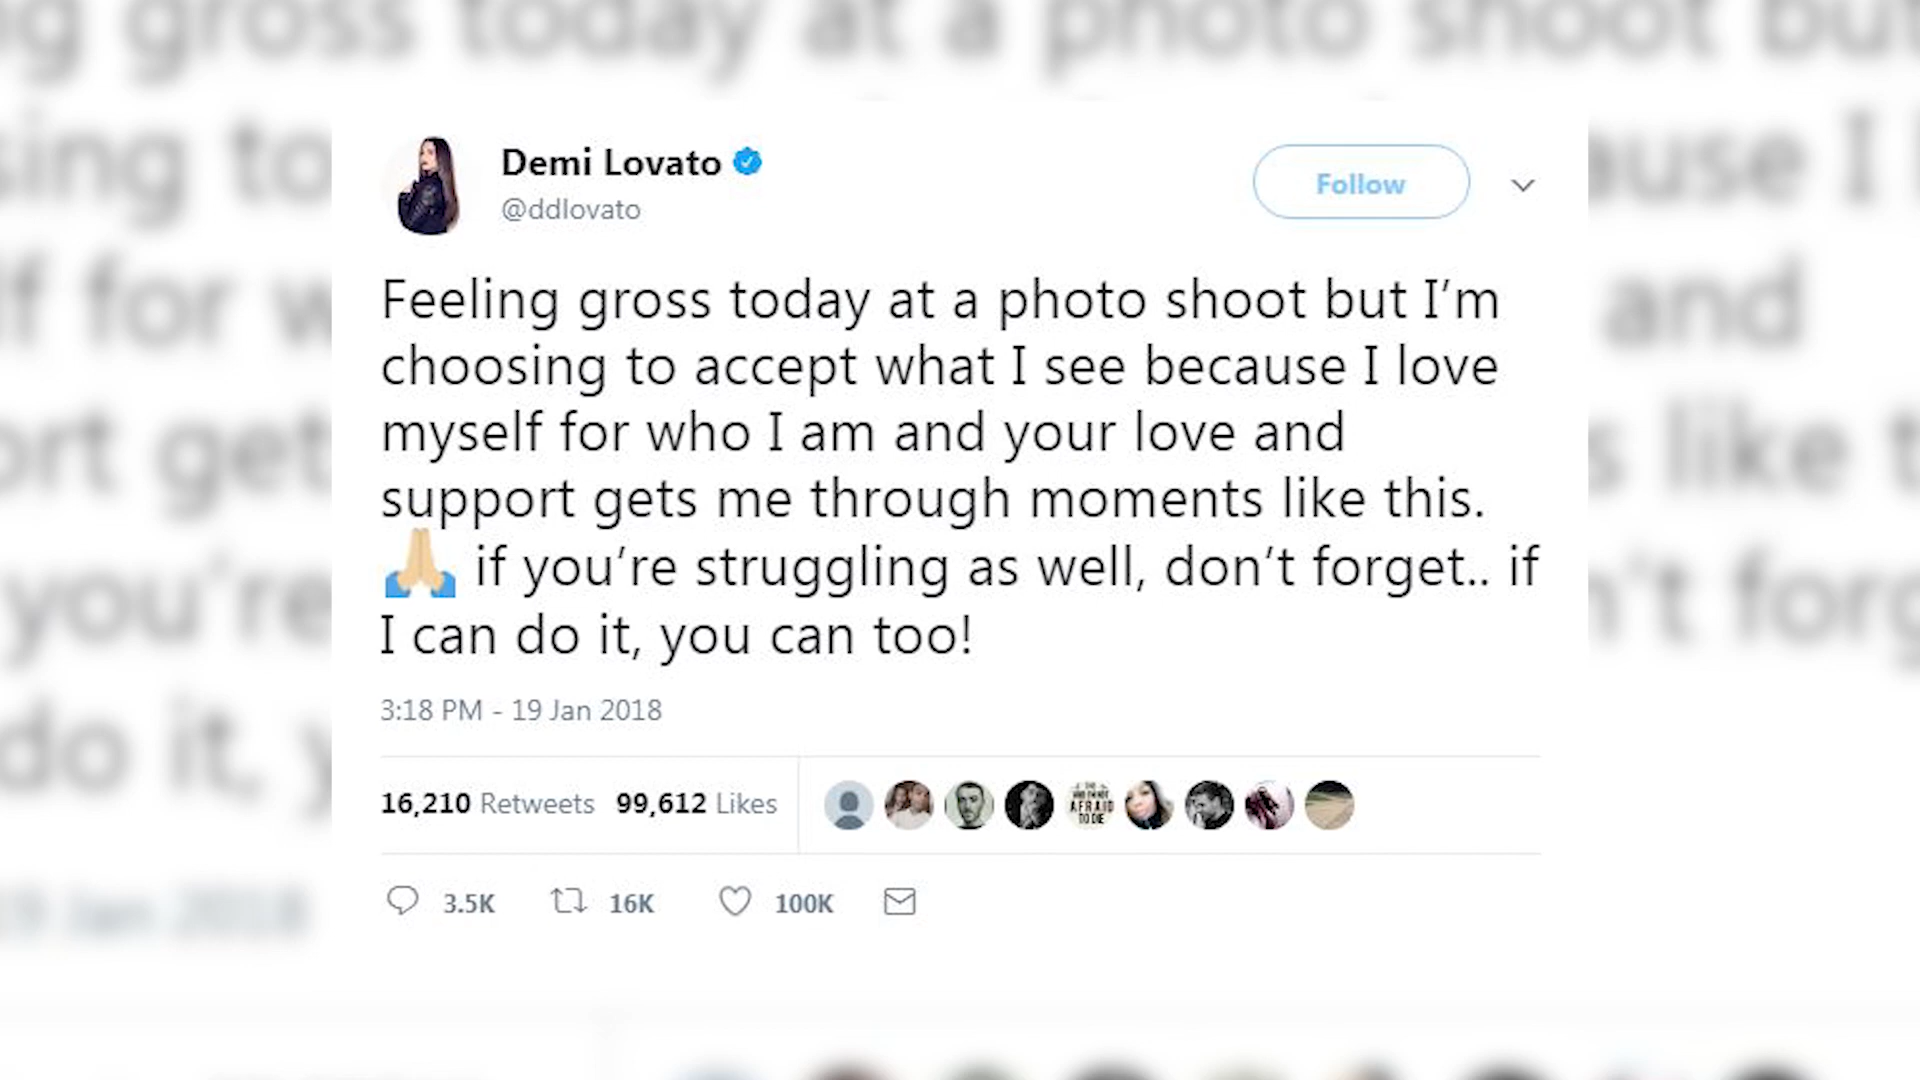 Demi Lovato
@ddlovato
Follow
Feeling gross today at a photo shoot but I’m
choosing to accept what I see because I love
myself for who I am and your love and
support gets me through moments like this.
🙏🏼 if you’re struggling as well, don’t forget.. if
I can do it, you can too!
3:18 PM - 19 Jan 2018
16,210 Retweets 99,612 Likes
AFRAID
TO DIE
3.5K 16K 100K